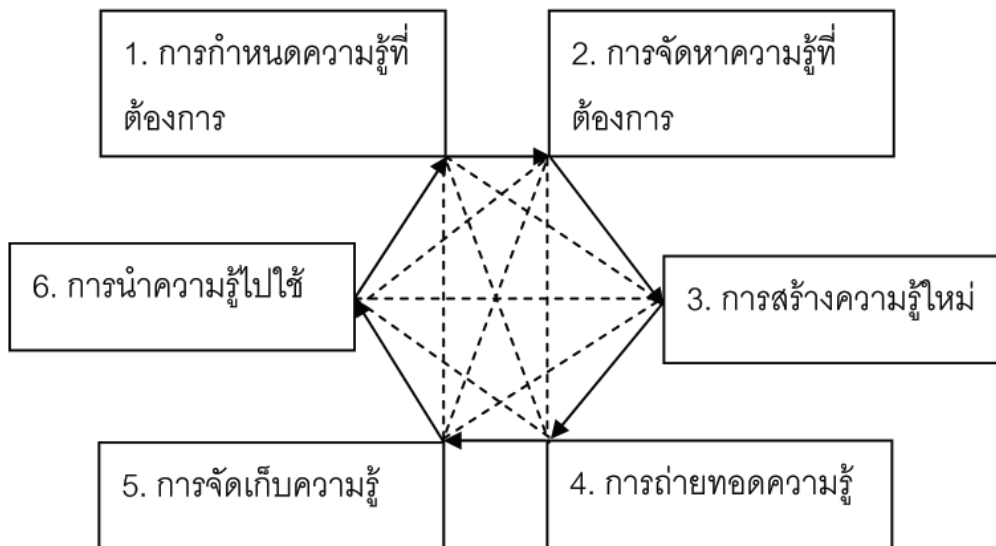 1. การกำหนดความรู้ที่
ต้องการ
2. การจัดหาความรู้ที่
ต้องการ
6. การนำความรู้ไปใช้
3. การสร้างความรู้ใหม่
5. การจัดเก็บความรู้
4. การถ่ายทอดความรู้